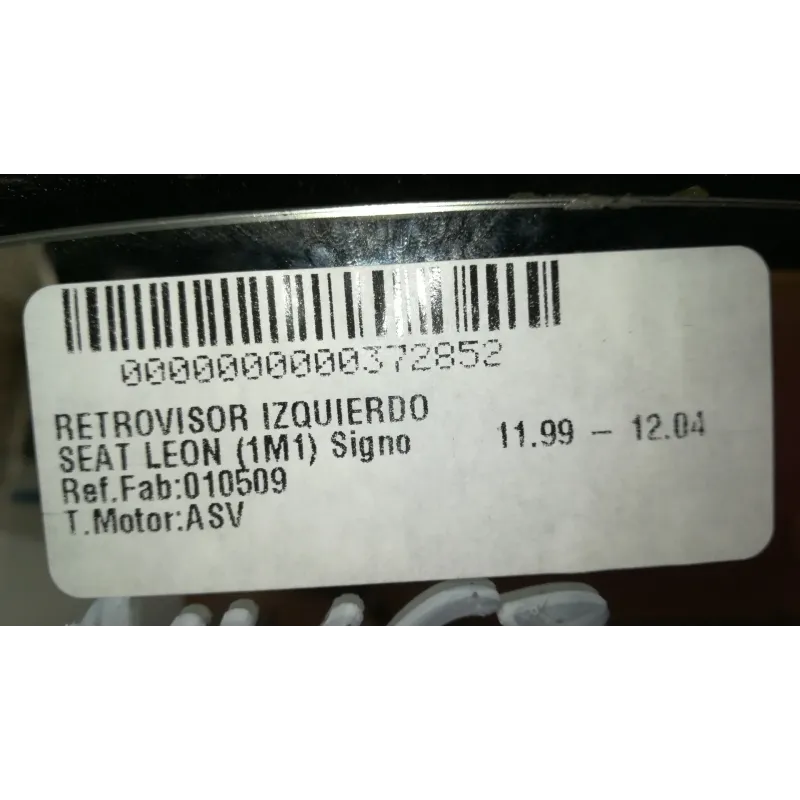 0000000000372852
RETROVISOR IZQUIERDO
SEAT LEON (1M1) Signo 11.99 - 12.04
Ref.Fab:010509
T.Motor:ASV